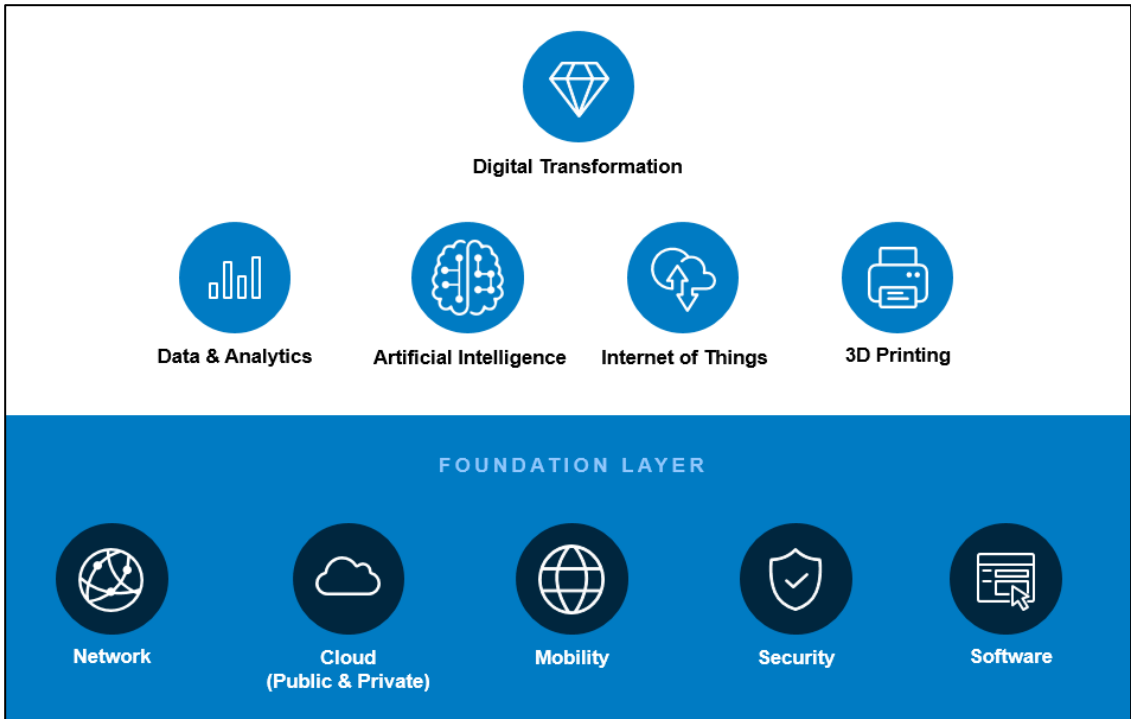 Digital Transformation
Data & Analytics
Artificial Intelligence
Internet of Things
3D Printing
FOUNDATION LAYER
Network
Cloud
(Public & Private)
Mobility
Security
Software